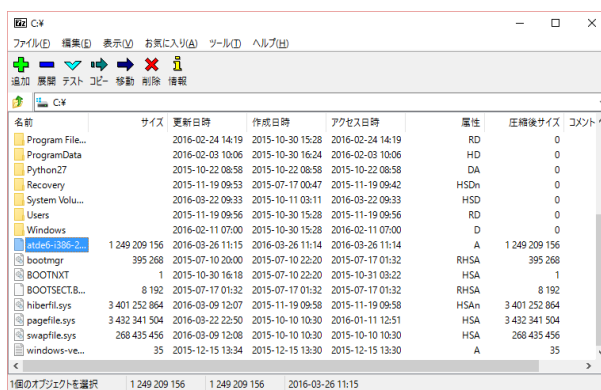 C:¥
ファイル(F) 編集(E) 表示(V) お気に入り(A) ツール(T) ヘルプ(H)
追加 展開 テスト コピー 移動 削除 情報
C:¥
名前 サイズ 更新日時 作成日時 アクセス日時 属性 圧縮後サイズ コメント
Program File... 2016-02-24 14:19 2015-10-30 15:28 2016-02-24 14:19 RD 0
ProgramData 2016-02-03 10:06 2015-10-30 16:24 2016-02-03 10:06 HD 0
Python27 2015-10-22 08:58 2015-10-22 08:58 2015-10-22 08:58 DA 0
Recovery 2015-11-19 09:53 2015-07-17 00:47 2015-11-19 09:42 HSDn 0
System Volu... 2016-03-22 09:33 2015-10-11 03:11 2016-03-22 09:33 HSD 0
Users 2015-11-19 09:56 2015-10-30 15:28 2015-11-19 09:56 RD 0
Windows 2016-02-11 07:00 2015-10-30 15:28 2016-02-11 07:00 D 0
atde6-i386-2... 1 249 209 156 2016-03-26 11:15 2016-03-26 11:14 2016-03-26 11:14 A 1 249 209 156
bootmgr 395 268 2015-07-10 20:00 2015-07-10 22:20 2015-07-17 01:32 RHSA 395 268
BOOTNXT 1 2015-10-30 16:18 2015-07-10 22:20 2015-10-31 03:22 HSA 1
BOOTSECT.B... 8 192 2015-07-17 01:32 2015-07-17 01:32 2015-07-17 01:32 RHSA 8 192
hiberfil.sys 3 401 252 864 2016-03-09 12:07 2015-11-19 09:58 2015-11-19 09:58 HSAn 3 401 252 864
pagefile.sys 3 432 341 504 2016-03-22 22:50 2015-10-10 10:30 2016-01-11 12:51 HSA 3 432 341 504
swapfile.sys 268 435 456 2016-03-09 12:08 2015-10-10 10:30 2015-10-10 10:30 HSA 268 435 456
windows-ve... 35 2015-12-15 13:34 2015-12-15 13:30 2015-12-15 13:30 A 35
1個のオブジェクトを選択 1 249 209 156 1 249 209 156 2016-03-26 11:15